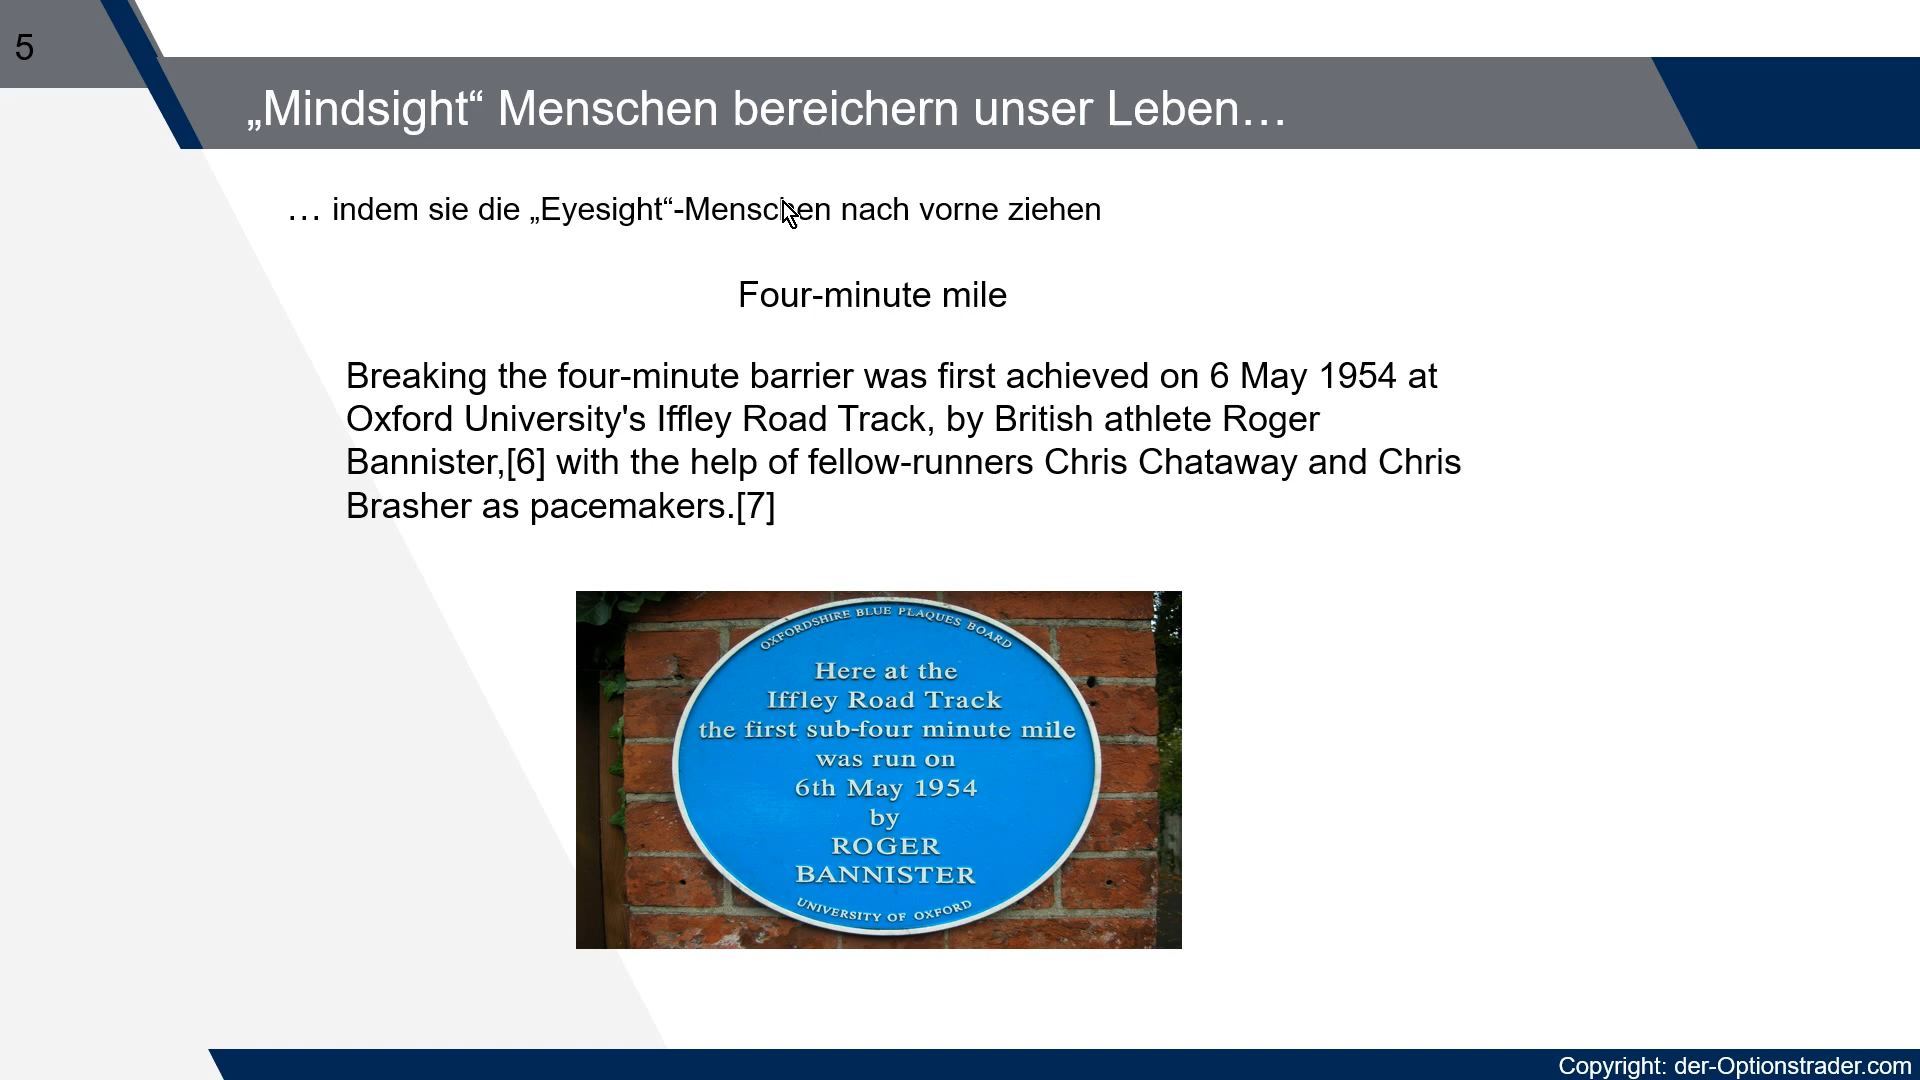 5
„Mindsight“ Menschen bereichern unser Leben…
… indem sie die „Eyesight“-Menschen nach vorne ziehen
Four-minute mile
Breaking the four-minute barrier was first achieved on 6 May 1954 at
Oxford University's Iffley Road Track, by British athlete Roger
Bannister,[6] with the help of fellow-runners Chris Chataway and Chris
Brasher as pacemakers.[7]
OXFORDSHIRE BLUE PLAQUES BOARD
Here at the
Iffley Road Track
the first sub-four minute mile
was run on
6th May 1954
by
ROGER
BANNISTER
UNIVERSITY OF OXFORD
Copyright: der-Optionstrader.com